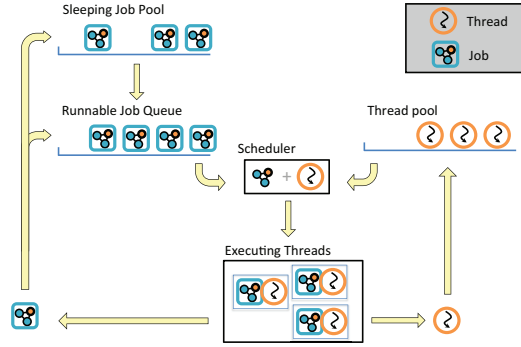 Sleeping Job Pool
Thread
Job
Runnable Job Queue
Thread pool
Scheduler
+
Executing Threads